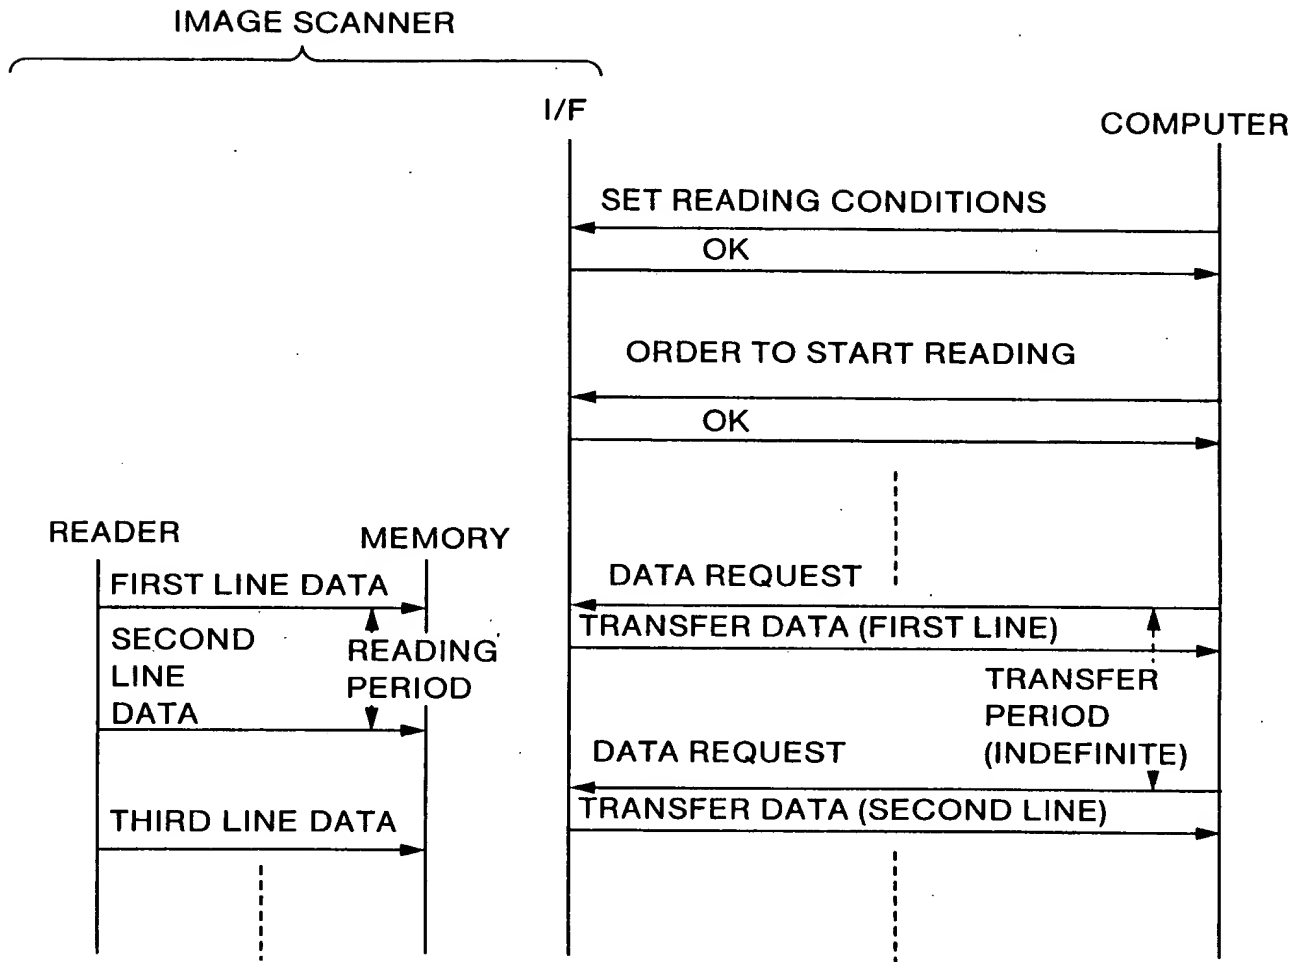 IMAGE SCANNER
I/F
COMPUTER
SET READING CONDITIONS
OK
ORDER TO START READING
OK
READER
MEMORY
FIRST LINE DATA
SECOND
LINE
DATA
READING
PERIOD
THIRD LINE DATA
DATA REQUEST
TRANSFER DATA (FIRST LINE)
TRANSFER
PERIOD
(INDEFINITE)
DATA REQUEST
TRANSFER DATA (SECOND LINE)